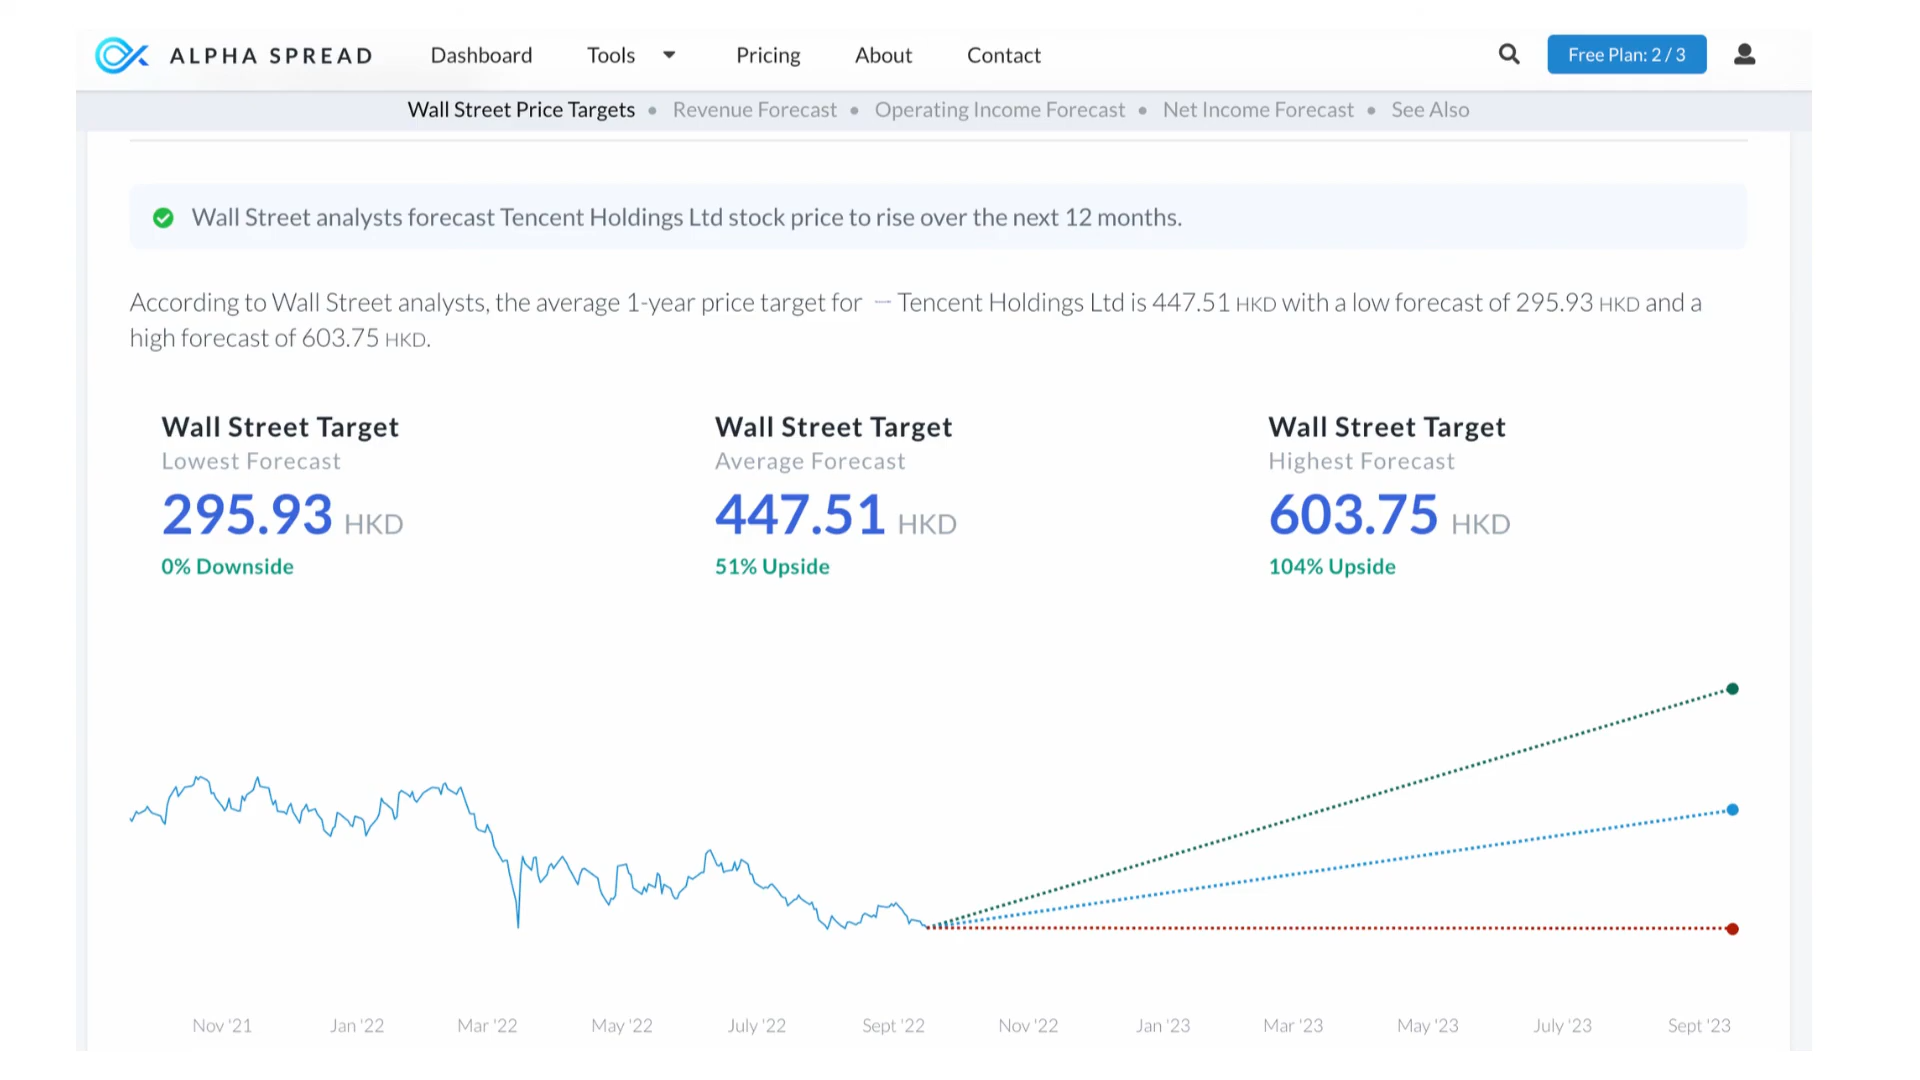 ALPHA SPREAD Dashboard Tools Pricing About Contact Free Plan: 2 / 3
Wall Street Price Targets • Revenue Forecast • Operating Income Forecast • Net Income Forecast • See Also
Wall Street analysts forecast Tencent Holdings Ltd stock price to rise over the next 12 months.
According to Wall Street analysts, the average 1-year price target for — Tencent Holdings Ltd is 447.51 HKD with a low forecast of 295.93 HKD and a
high forecast of 603.75 HKD.
Wall Street Target
Lowest Forecast
295.93 HKD
0% Downside
Wall Street Target
Average Forecast
447.51 HKD
51% Upside
Wall Street Target
Highest Forecast
603.75 HKD
104% Upside
Nov '21 Jan '22 Mar '22 May '22 July '22 Sept '22 Nov '22 Jan '23 Mar '23 May '23 July '23 Sept '23